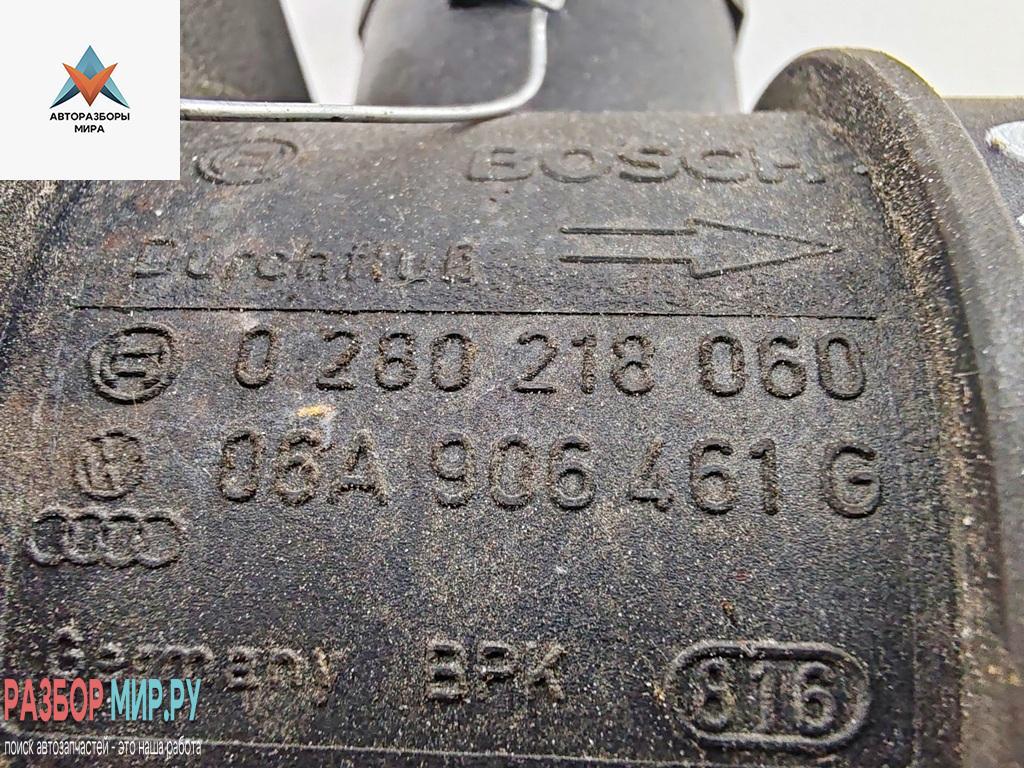 АВТОРАЗБОРЫ
МИРА
BOSCH
Durchfluß
0 280 218 060
06A 906 461 G
Germany BPK 816
РАЗБОР МИР.РУ
поиск автозапчастей - это наша работа